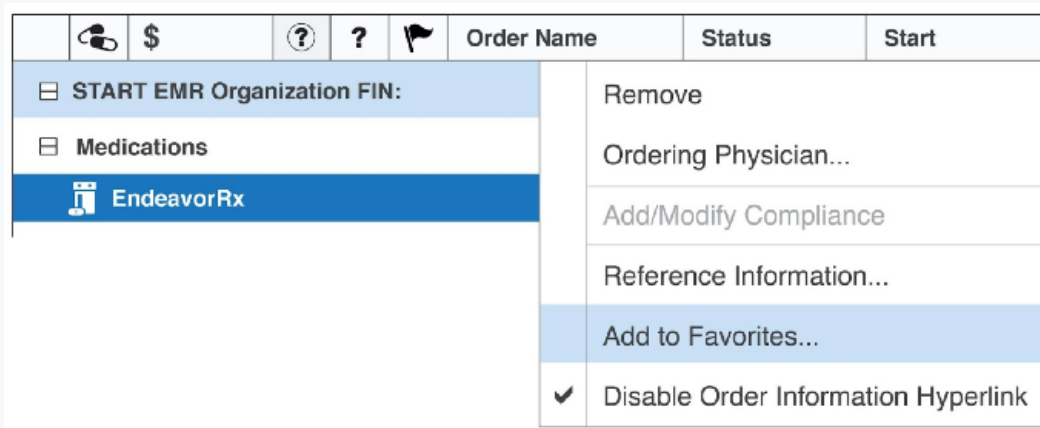 $ ? ? Order Name Status Start
START EMR Organization FIN:
Medications
EndeavorRx
Remove
Ordering Physician...
Add/Modify Compliance
Reference Information...
Add to Favorites...
Disable Order Information Hyperlink